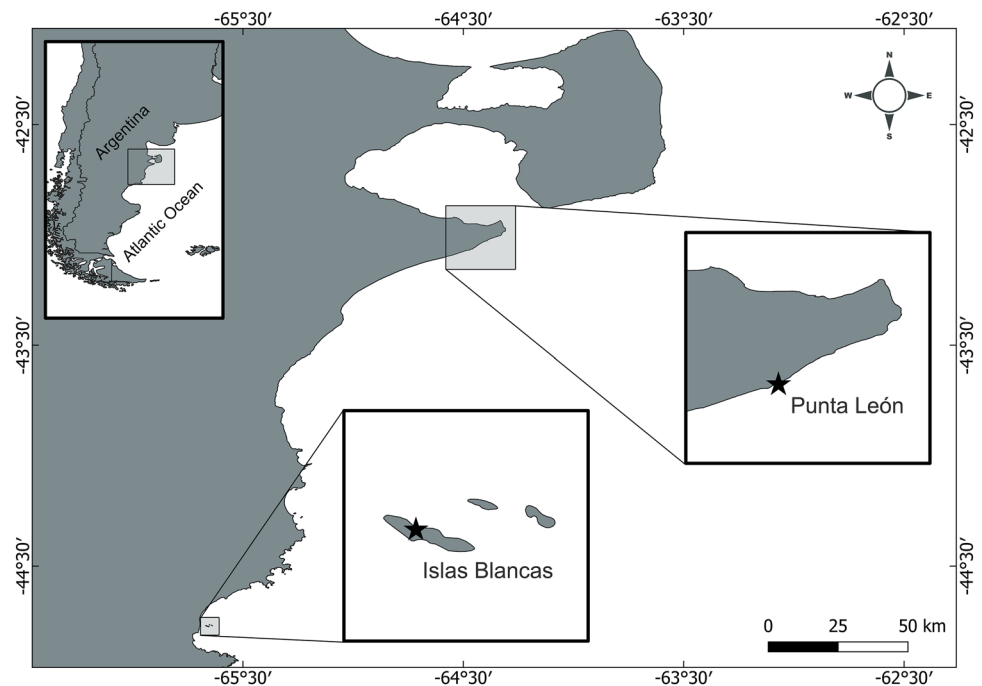 -65°30′ -64°30′ -63°30′ -62°30′
-42°30′ -42°30′
N
W E
S
Argentina
Atlantic Ocean
Punta León
-43°30′ -43°30′
Islas Blancas
-44°30′ -44°30′
0 25 50 km
-65°30′ -64°30′ -63°30′ -62°30′